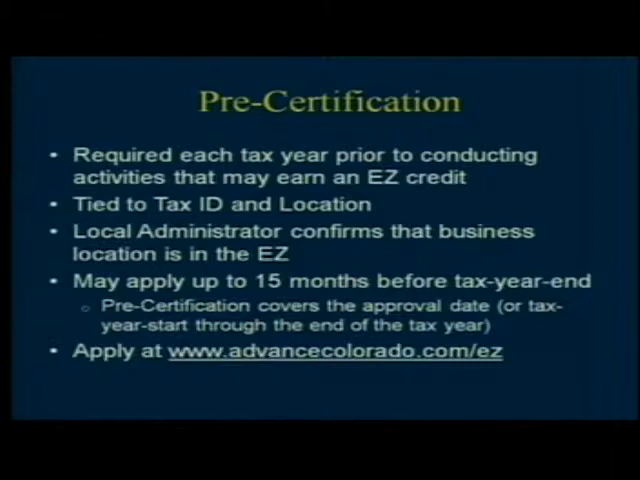 Pre-Certification
• Required each tax year prior to conducting
activities that may earn an EZ credit
• Tied to Tax ID and Location
• Local Administrator confirms that business
location is in the EZ
• May apply up to 15 months before tax-year-end
○ Pre-Certification covers the approval date (or tax-
year-start through the end of the tax year)
• Apply at www.advancecolorado.com/ez